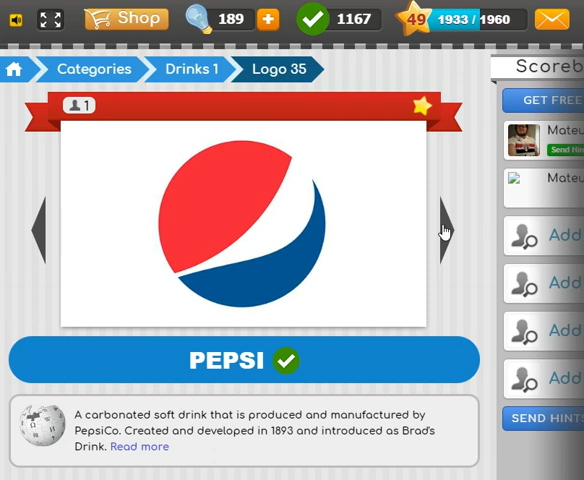 Shop
189
+
1167
49
1933 / 1960
Categories
Drinks 1
Logo 35
Scoreb
1
GET FREE
Mateu
Send Hin
Mateu
Add
Add
Add
Add
Add
SEND HINTS
PEPSI
A carbonated soft drink that is produced and manufactured by
PepsiCo. Created and developed in 1893 and introduced as Brad's
Drink. Read more